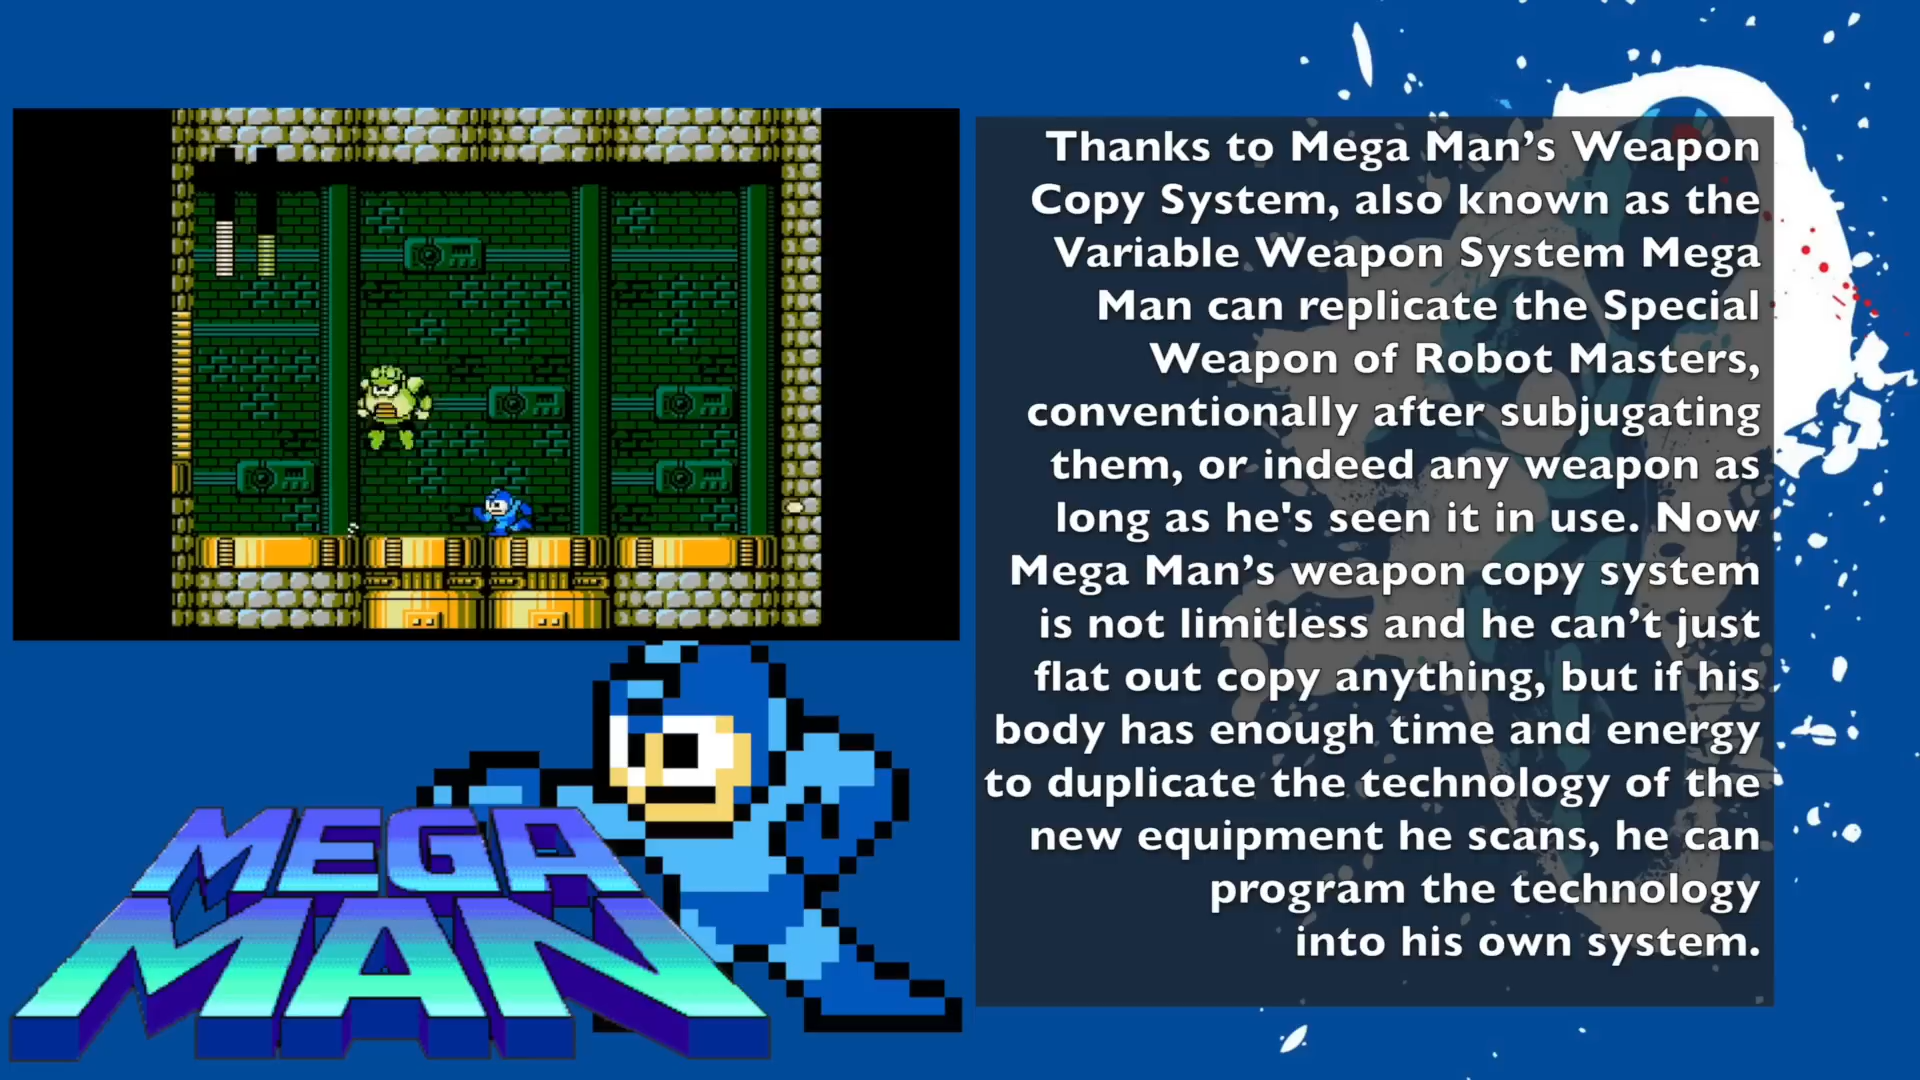 Thanks to Mega Man’s Weapon
Copy System, also known as the
Variable Weapon System Mega
Man can replicate the Special
Weapon of Robot Masters,
conventionally after subjugating
them, or indeed any weapon as
long as he's seen it in use. Now
Mega Man’s weapon copy system
is not limitless and he can’t just
flat out copy anything, but if his
body has enough time and energy
to duplicate the technology of the
new equipment he scans, he can
program the technology
into his own system.
MEGA
MAN